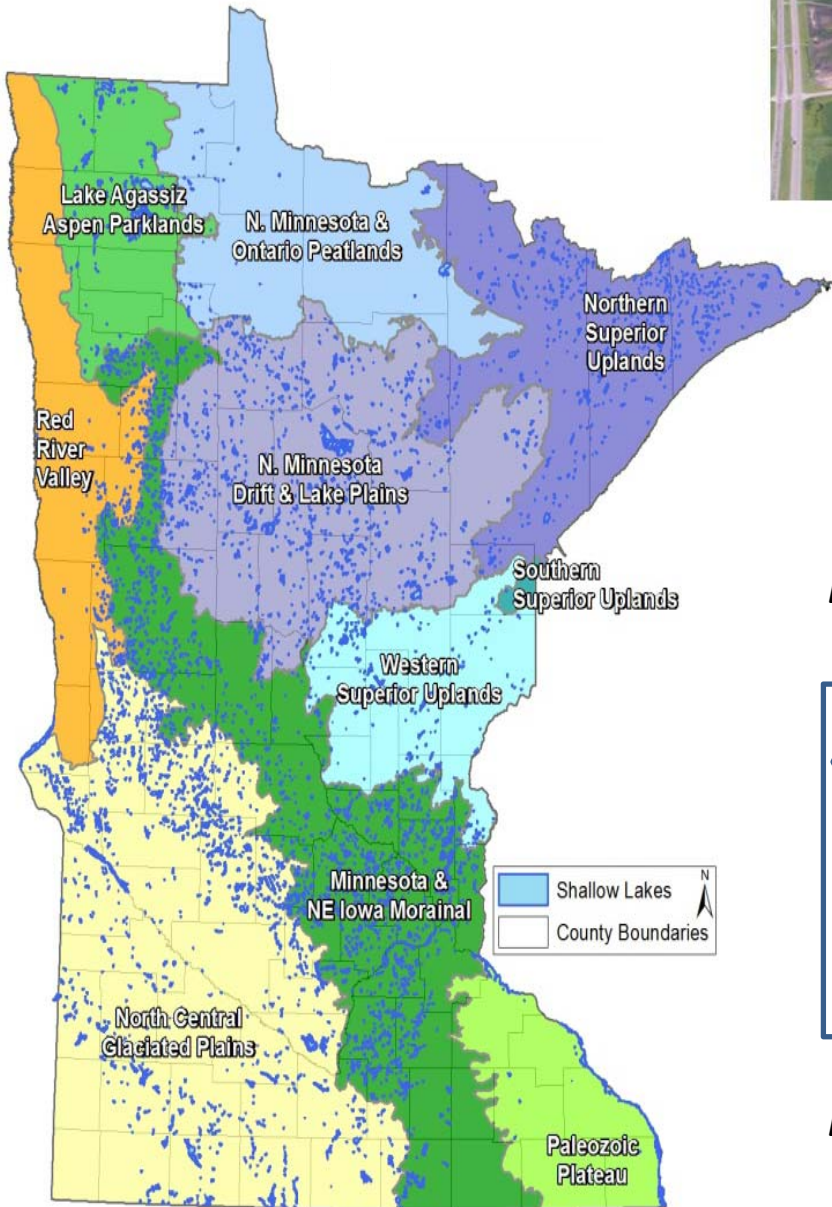 Lake Agassiz
Aspen Parklands
N. Minnesota &
Ontario Peatlands
Northern
Superior
Uplands
Red
River
Valley
N. Minnesota
Drift & Lake Plains
Southern
Superior Uplands
Western
Superior Uplands
Minnesota &
NE Iowa Morainal
Shallow Lakes
N
County Boundaries
North Central
Glaciated Plains
Paleozoic
Plateau